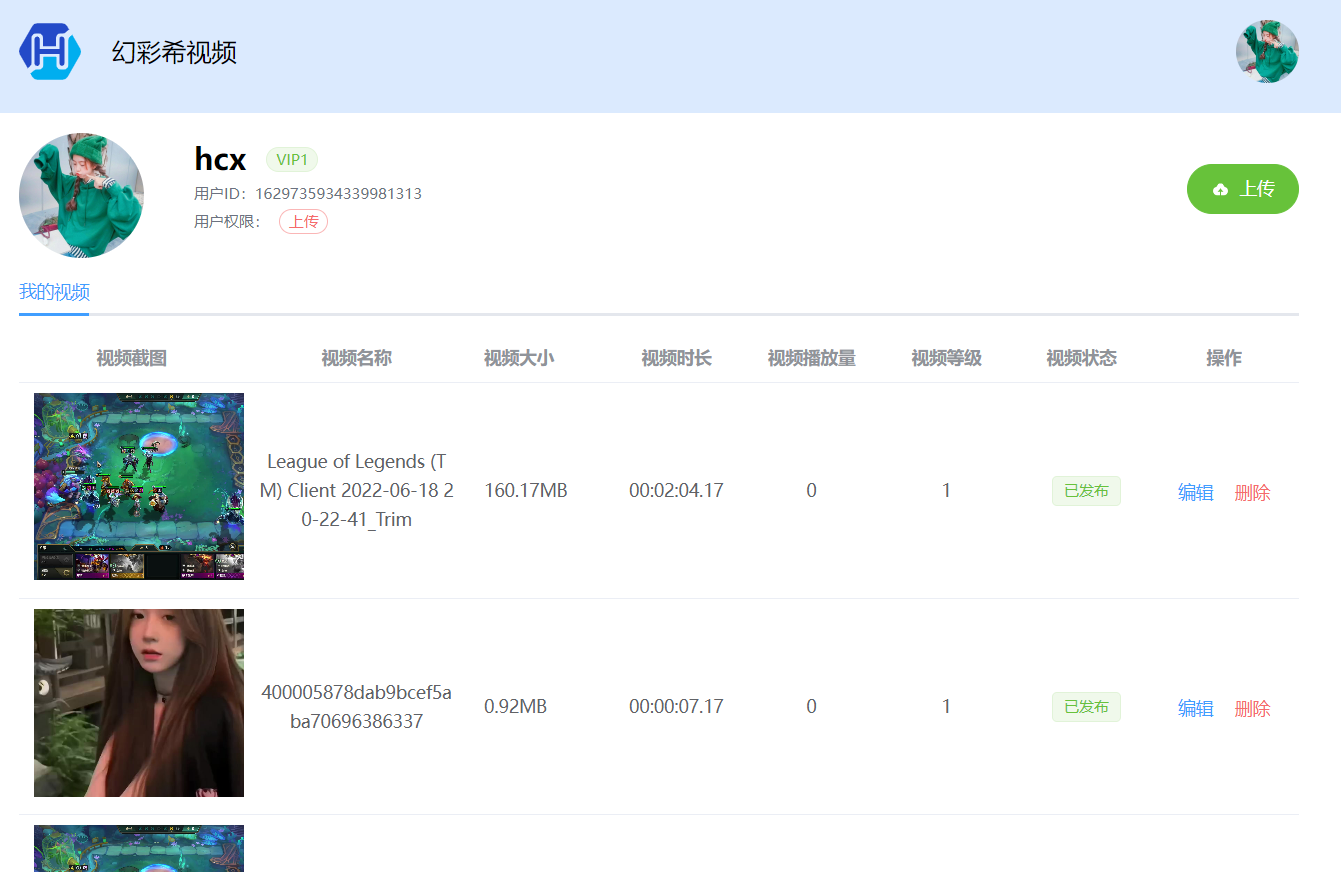 幻彩希视频
hcx VIP1
用户ID：1629735934339981313
用户权限： 上传
上传
我的视频
视频截图 视频名称 视频大小 视频时长 视频播放量 视频等级 视频状态 操作
League of Legends (T
M) Client 2022-06-18 2
0-22-41_Trim
160.17MB 00:02:04.17 0 1 已发布 编辑 删除
400005878dab9bcef5a
ba70696386337
0.92MB 00:00:07.17 0 1 已发布 编辑 删除